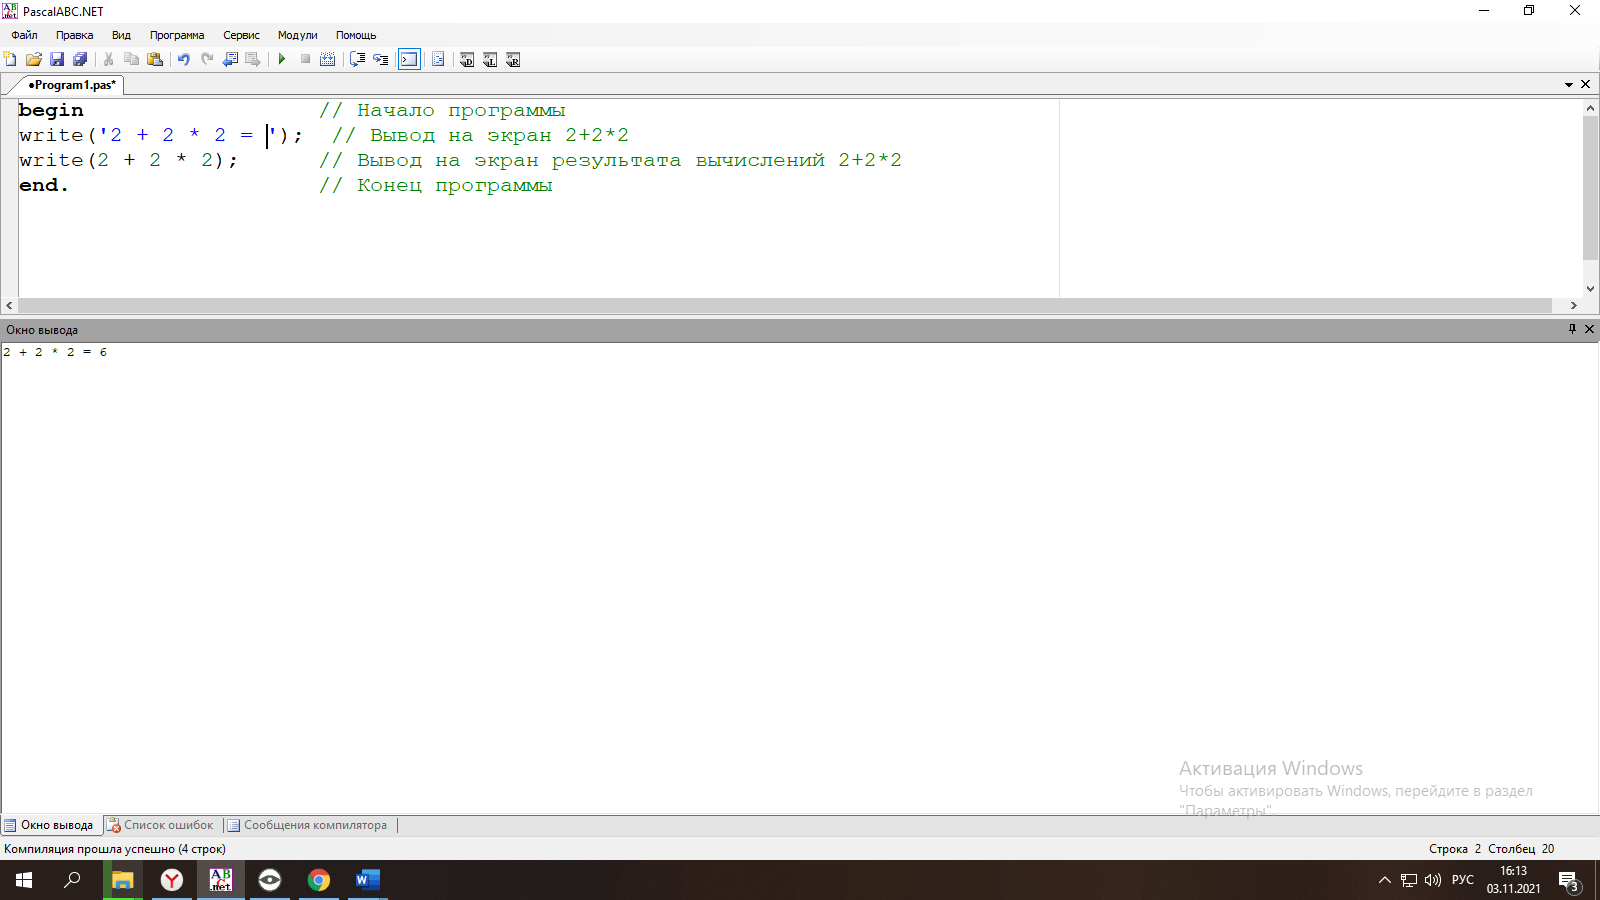 PascalABC.NET
Файл Правка Вид Программа Сервис Модули Помощь
•Program1.pas*
begin // Начало программы
write('2 + 2 * 2 = '); // Вывод на экран 2+2*2
write(2 + 2 * 2); // Вывод на экран результата вычислений 2+2*2
end. // Конец программы
Окно вывода
2 + 2 * 2 = 6
Активация Windows
Чтобы активировать Windows, перейдите в раздел
"Параметры".
Окно вывода Список ошибок Сообщения компилятора
Компиляция прошла успешно (4 строк) Строка 2 Столбец 20
РУС 16:13
03.11.2021 3